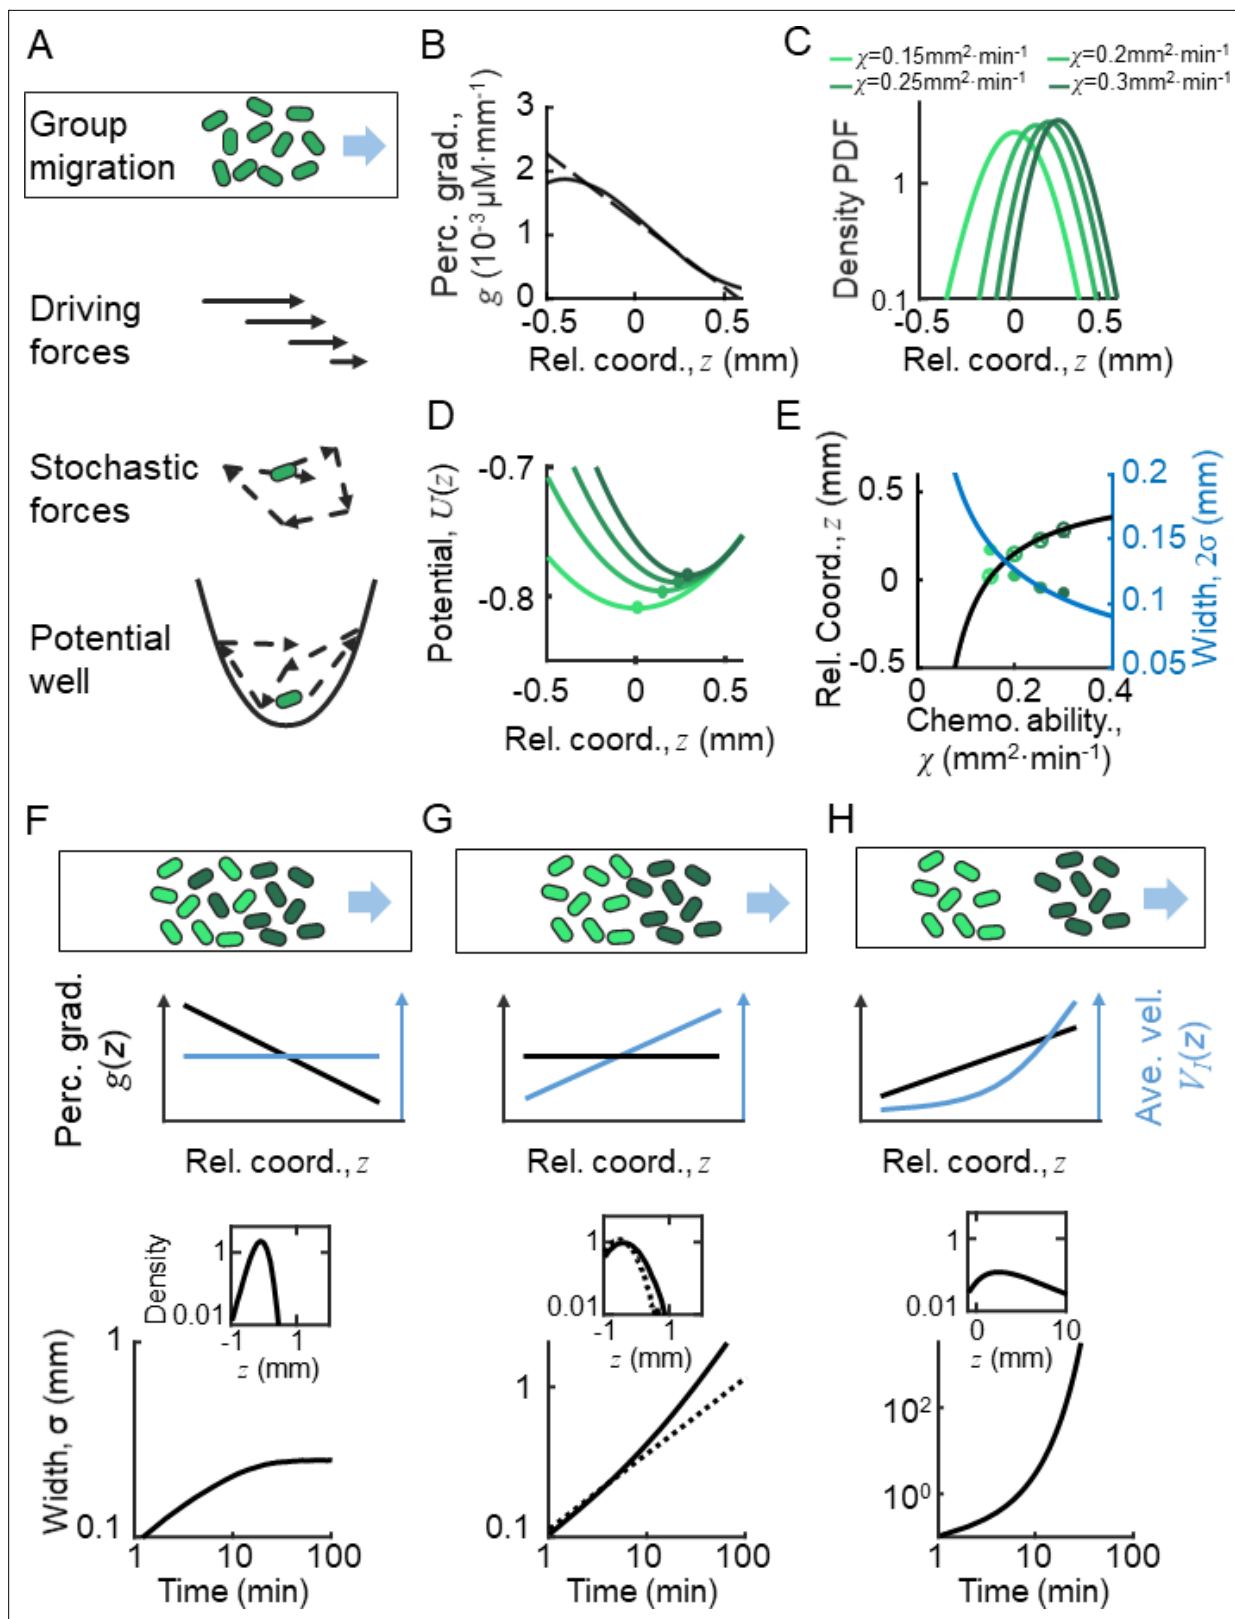 A
Group
migration
Driving
forces
Stochastic
forces
Potential
well
B
Perc. grad.,
g (10⁻³ μM·mm⁻¹)
3
2
1
0
-0.5
0
0.5
Rel. coord., z (mm)
C
χ=0.15mm²·min⁻¹
χ=0.2mm²·min⁻¹
χ=0.25mm²·min⁻¹
χ=0.3mm²·min⁻¹
Density PDF
1
0.1
-0.5
0
0.5
Rel. coord., z (mm)
D
Potential, U(z)
-0.7
-0.8
-0.5
0
0.5
Rel. coord., z (mm)
E
Rel. Coord., z (mm)
0.5
0
-0.5
0.2
0.15
0.1
0.05
Width, 2σ (mm)
0
0.2
0.4
Chemo. ability.,
χ (mm²·min⁻¹)
F
Perc. grad.
g(z)
Rel. coord., z
Density
1
0.01
-1
1
z (mm)
Width, σ (mm)
1
0.1
1
10
100
Time (min)
G
Rel. coord., z
1
0.01
-1
1
z (mm)
1
0.1
1
10
100
Time (min)
H
Ave. vel.
V_I(z)
Rel. coord., z
1
0.01
0
10
z (mm)
10²
10⁰
1
10
100
Time (min)